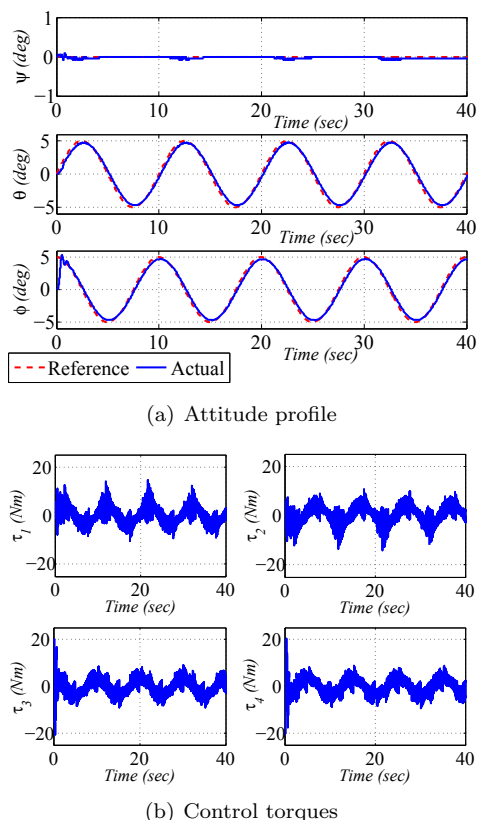 1
0
−1
ψ (deg)
0 10 20 30 40
Time (sec)
5
0
−5
θ (deg)
0 10 20 30 40
Time (sec)
5
0
−5
ϕ (deg)
0 10 20 30 40
Time (sec)
Reference Actual
(a) Attitude profile
20
0
−20
τ1 (Nm)
0 20 40
Time (sec)
20
0
−20
τ2 (Nm)
0 20 40
Time (sec)
20
0
−20
τ3 (Nm)
0 20 40
Time (sec)
20
0
−20
τ4 (Nm)
0 20 40
Time (sec)
(b) Control torques